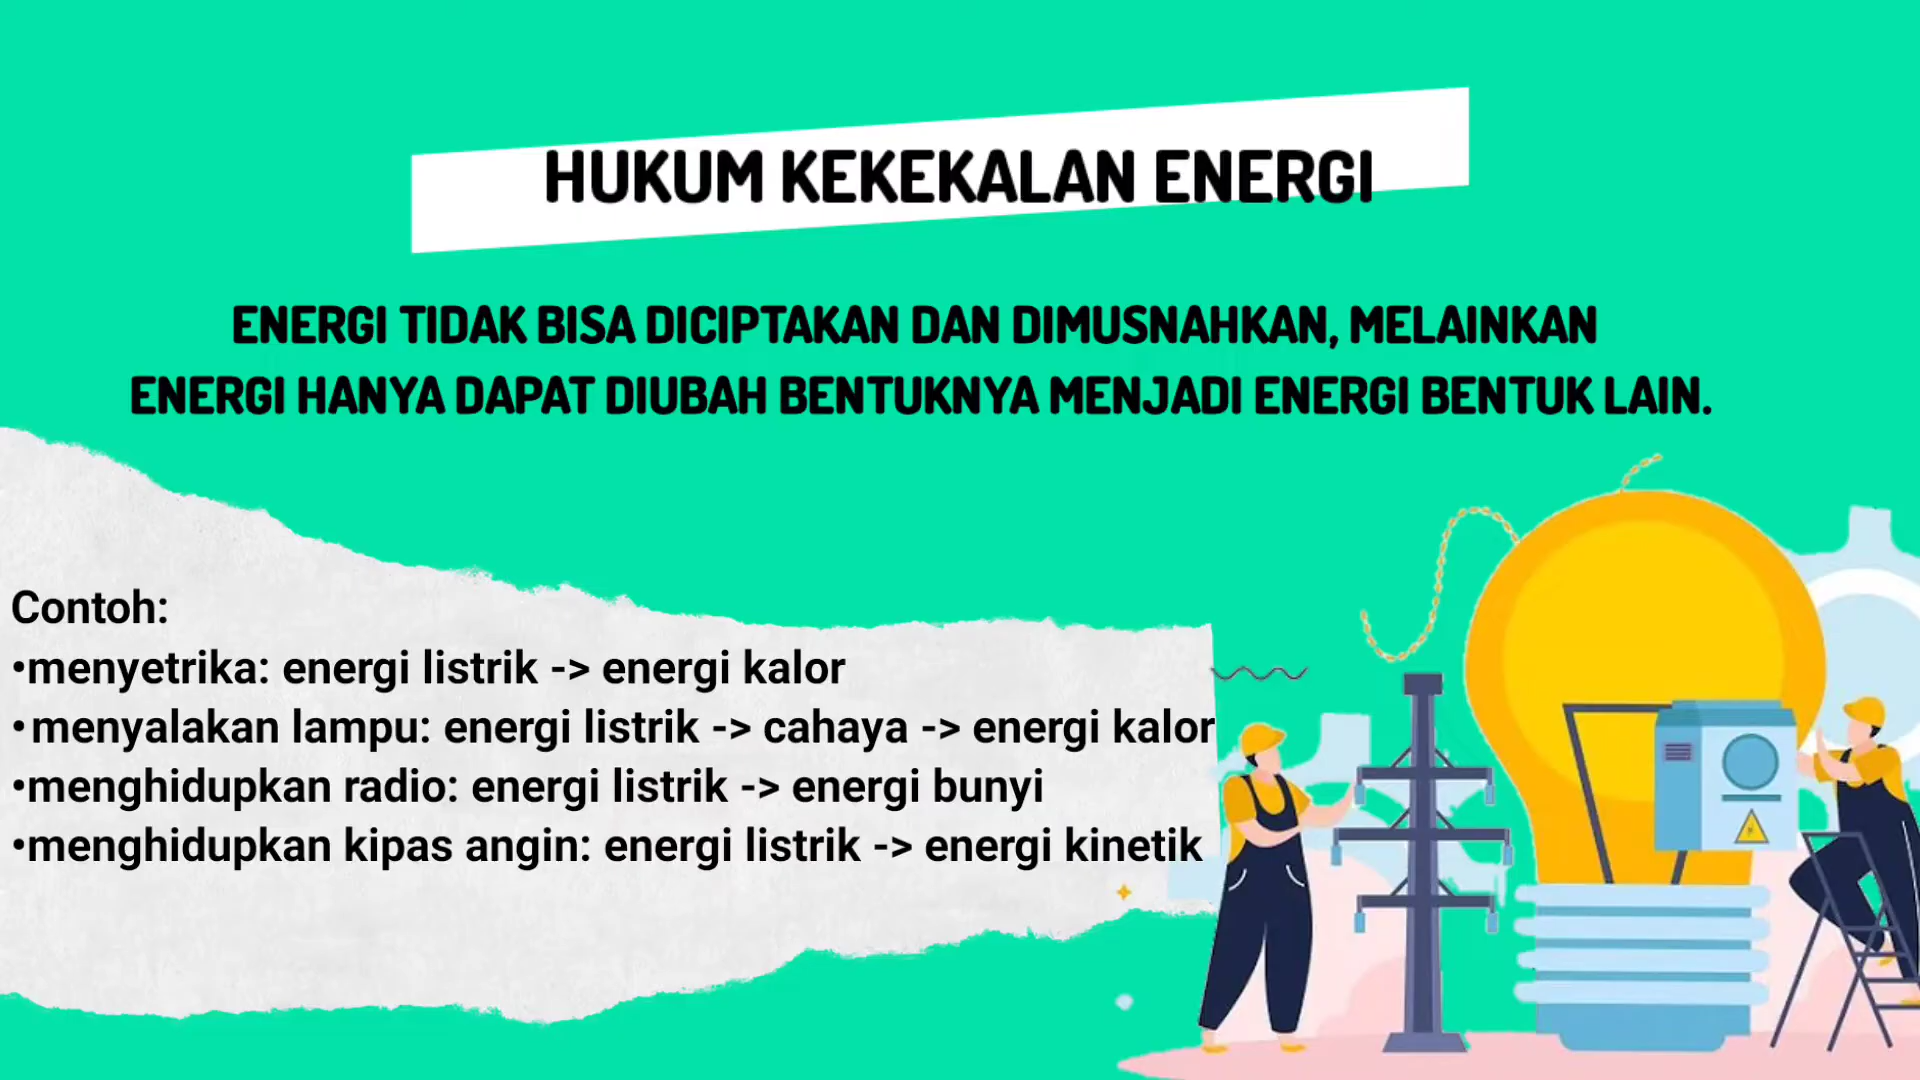 HUKUM KEKEKALAN ENERGI
ENERGI TIDAK BISA DICIPTAKAN DAN DIMUSNAHKAN, MELAINKAN
ENERGI HANYA DAPAT DIUBAH BENTUKNYA MENJADI ENERGI BENTUK LAIN.
Contoh:
•menyetrika: energi listrik -> energi kalor
•menyalakan lampu: energi listrik -> cahaya -> energi kalor
•menghidupkan radio: energi listrik -> energi bunyi
•menghidupkan kipas angin: energi listrik -> energi kinetik